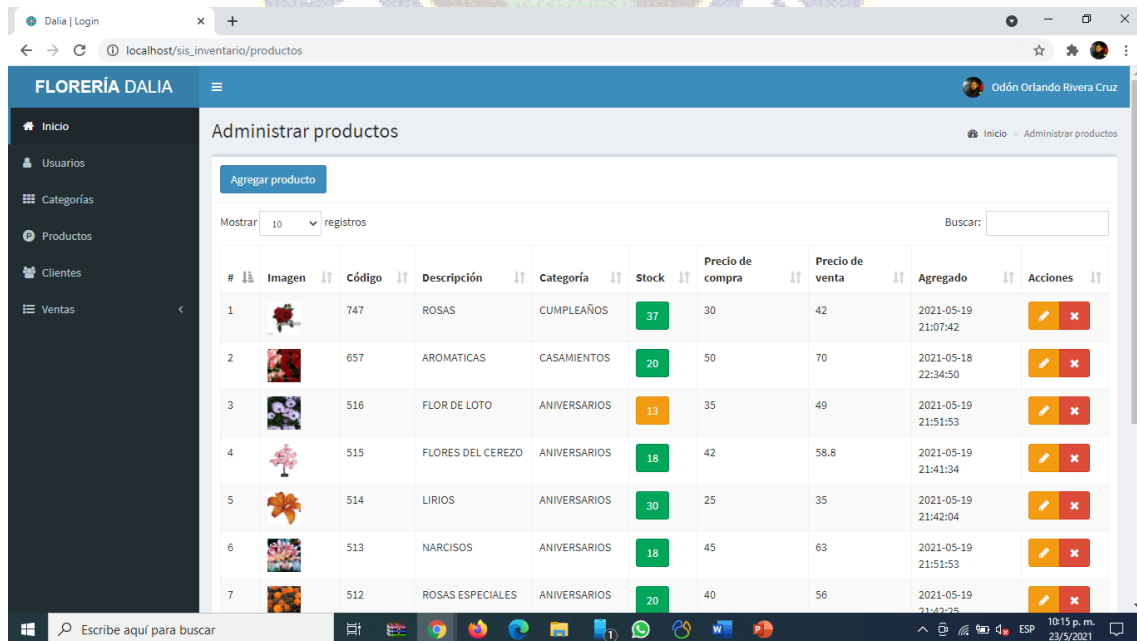 Dalia | Login
localhost/sis_inventario/productos
FLORERÍA DALIA
Odón Orlando Rivera Cruz
Inicio
Usuarios
Categorías
Productos
Clientes
Ventas
Administrar productos
Inicio > Administrar productos
Agregar producto
Mostrar 10 registros
Buscar:
# Imagen Código Descripción Categoría Stock Precio de compra Precio de venta Agregado Acciones
1 747 ROSAS CUMPLEAÑOS 37 30 42 2021-05-19 21:07:42
2 657 AROMATICAS CASAMIENTOS 20 50 70 2021-05-18 22:34:50
3 516 FLOR DE LOTO ANIVERSARIOS 13 35 49 2021-05-19 21:51:53
4 515 FLORES DEL CEREZO ANIVERSARIOS 18 42 58.8 2021-05-19 21:41:34
5 514 LIRIOS ANIVERSARIOS 30 25 35 2021-05-19 21:42:04
6 513 NARCISOS ANIVERSARIOS 18 45 63 2021-05-19 21:51:53
7 512 ROSAS ESPECIALES ANIVERSARIOS 20 40 56 2021-05-19 21:42:25
Escribe aquí para buscar
ESP
10:15 p. m.
23/5/2021